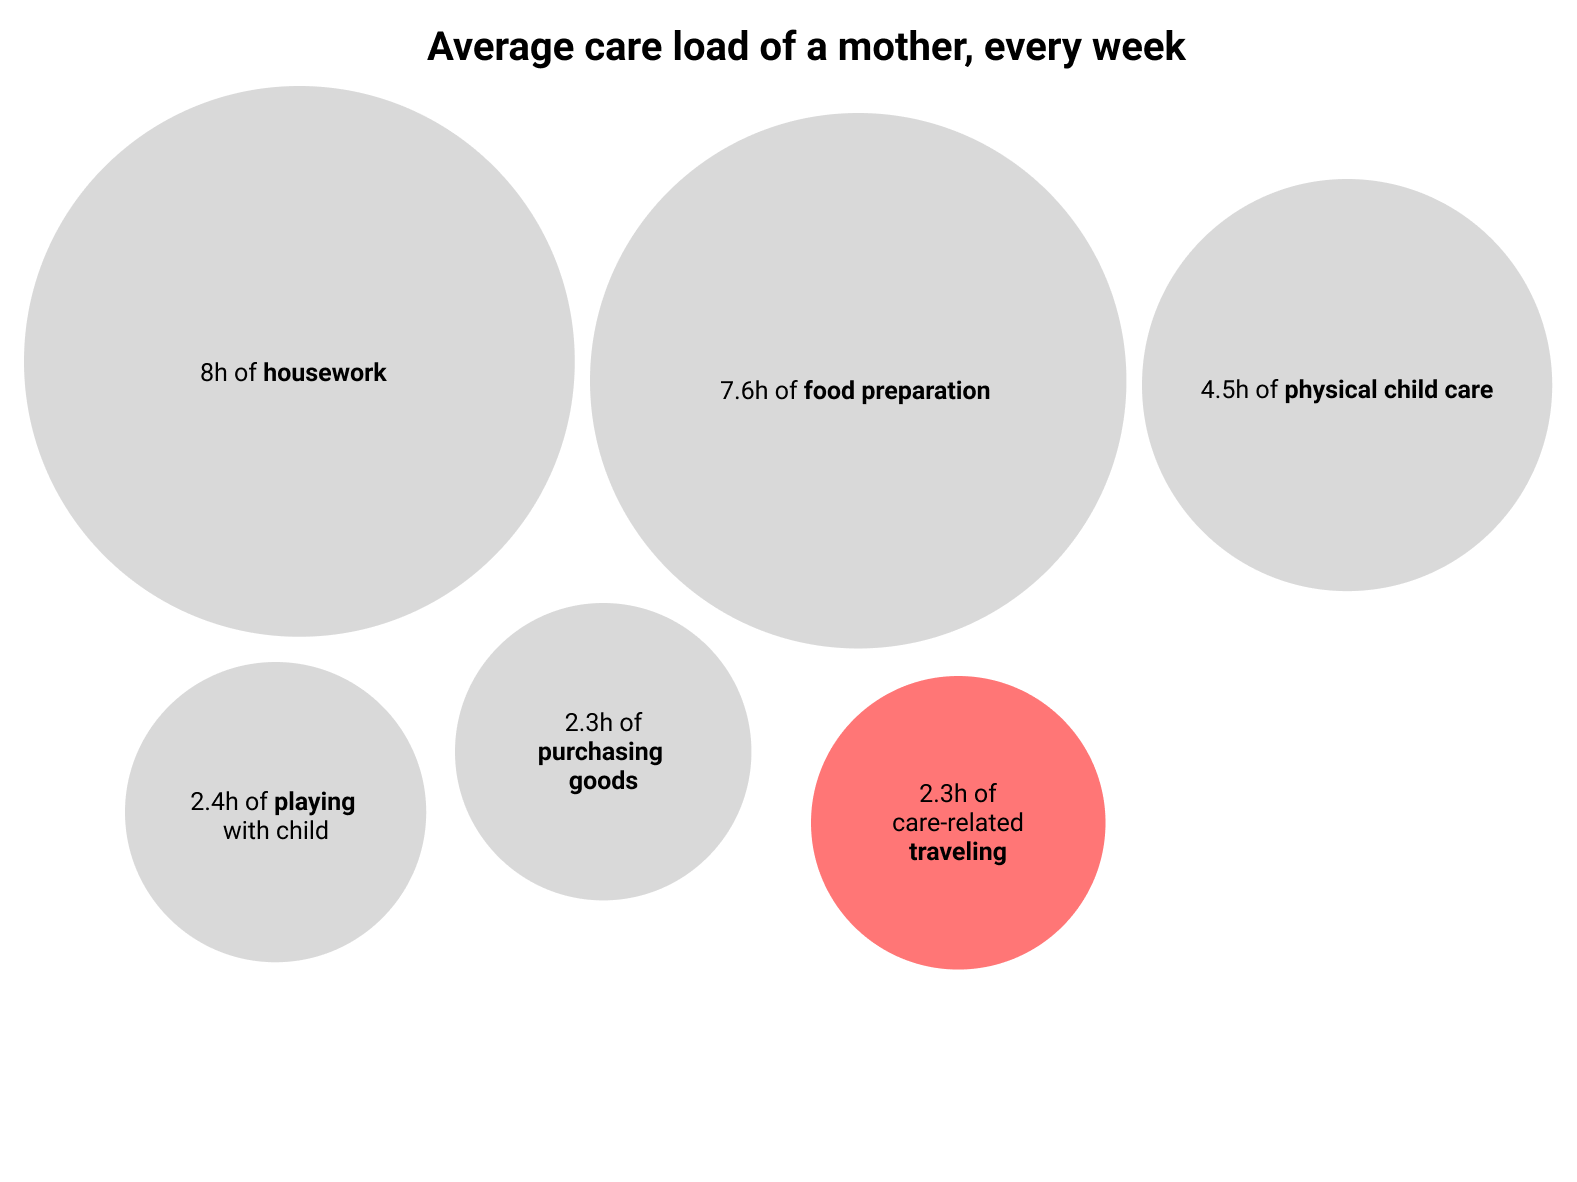 Average care load of a mother, every week
8h of housework
7.6h of food preparation
4.5h of physical child care
2.4h of playing
with child
2.3h of
purchasing
goods
2.3h of
care-related
traveling